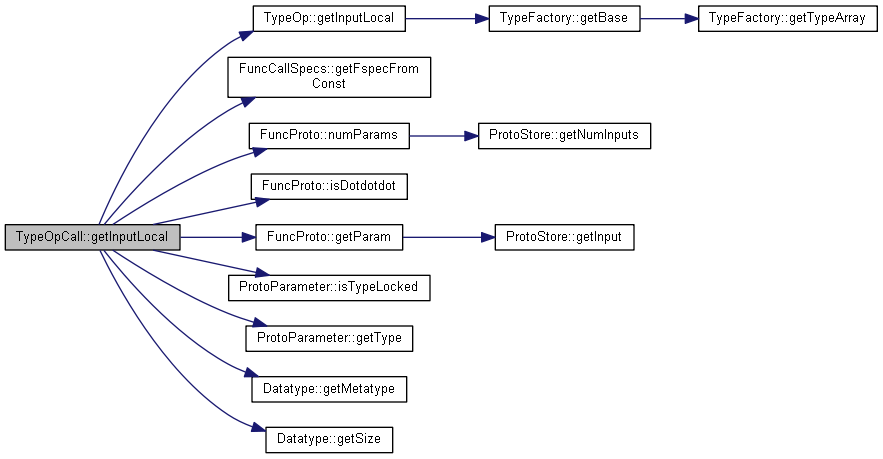 TypeOp::getInputLocal
TypeFactory::getBase
TypeFactory::getTypeArray
FuncCallSpecs::getFspecFrom
Const
FuncProto::numParams
ProtoStore::getNumInputs
FuncProto::isDotdotdot
TypeOpCall::getInputLocal
FuncProto::getParam
ProtoStore::getInput
ProtoParameter::isTypeLocked
ProtoParameter::getType
Datatype::getMetatype
Datatype::getSize